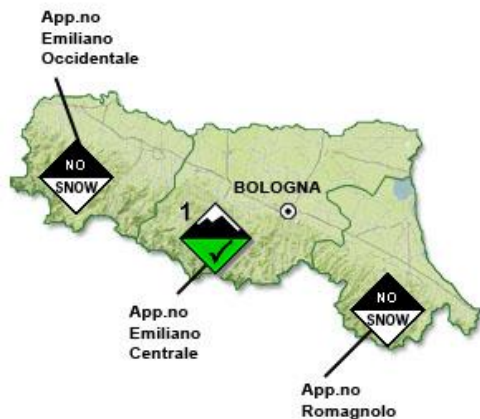 App.no
Emiliano
Occidentale
NO
SNOW
BOLOGNA
1
App.no
Emiliano
Centrale
NO
SNOW
App.no
Romagnolo